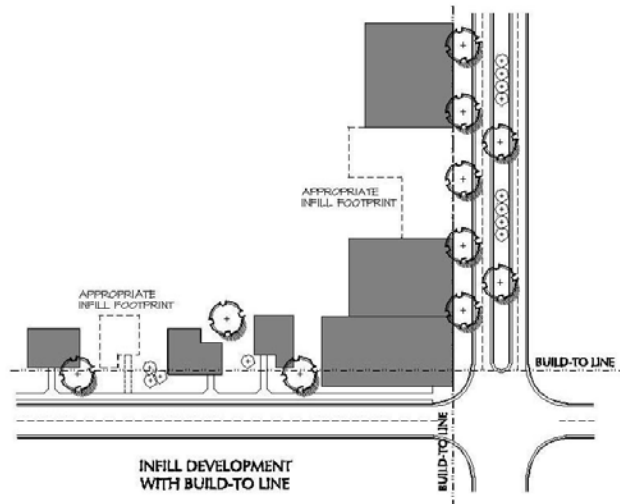 APPROPRIATE
INFILL FOOTPRINT
APPROPRIATE
INFILL FOOTPRINT
BUILD-TO LINE
BUILD-TO LINE
INFILL DEVELOPMENT
WITH BUILD-TO LINE